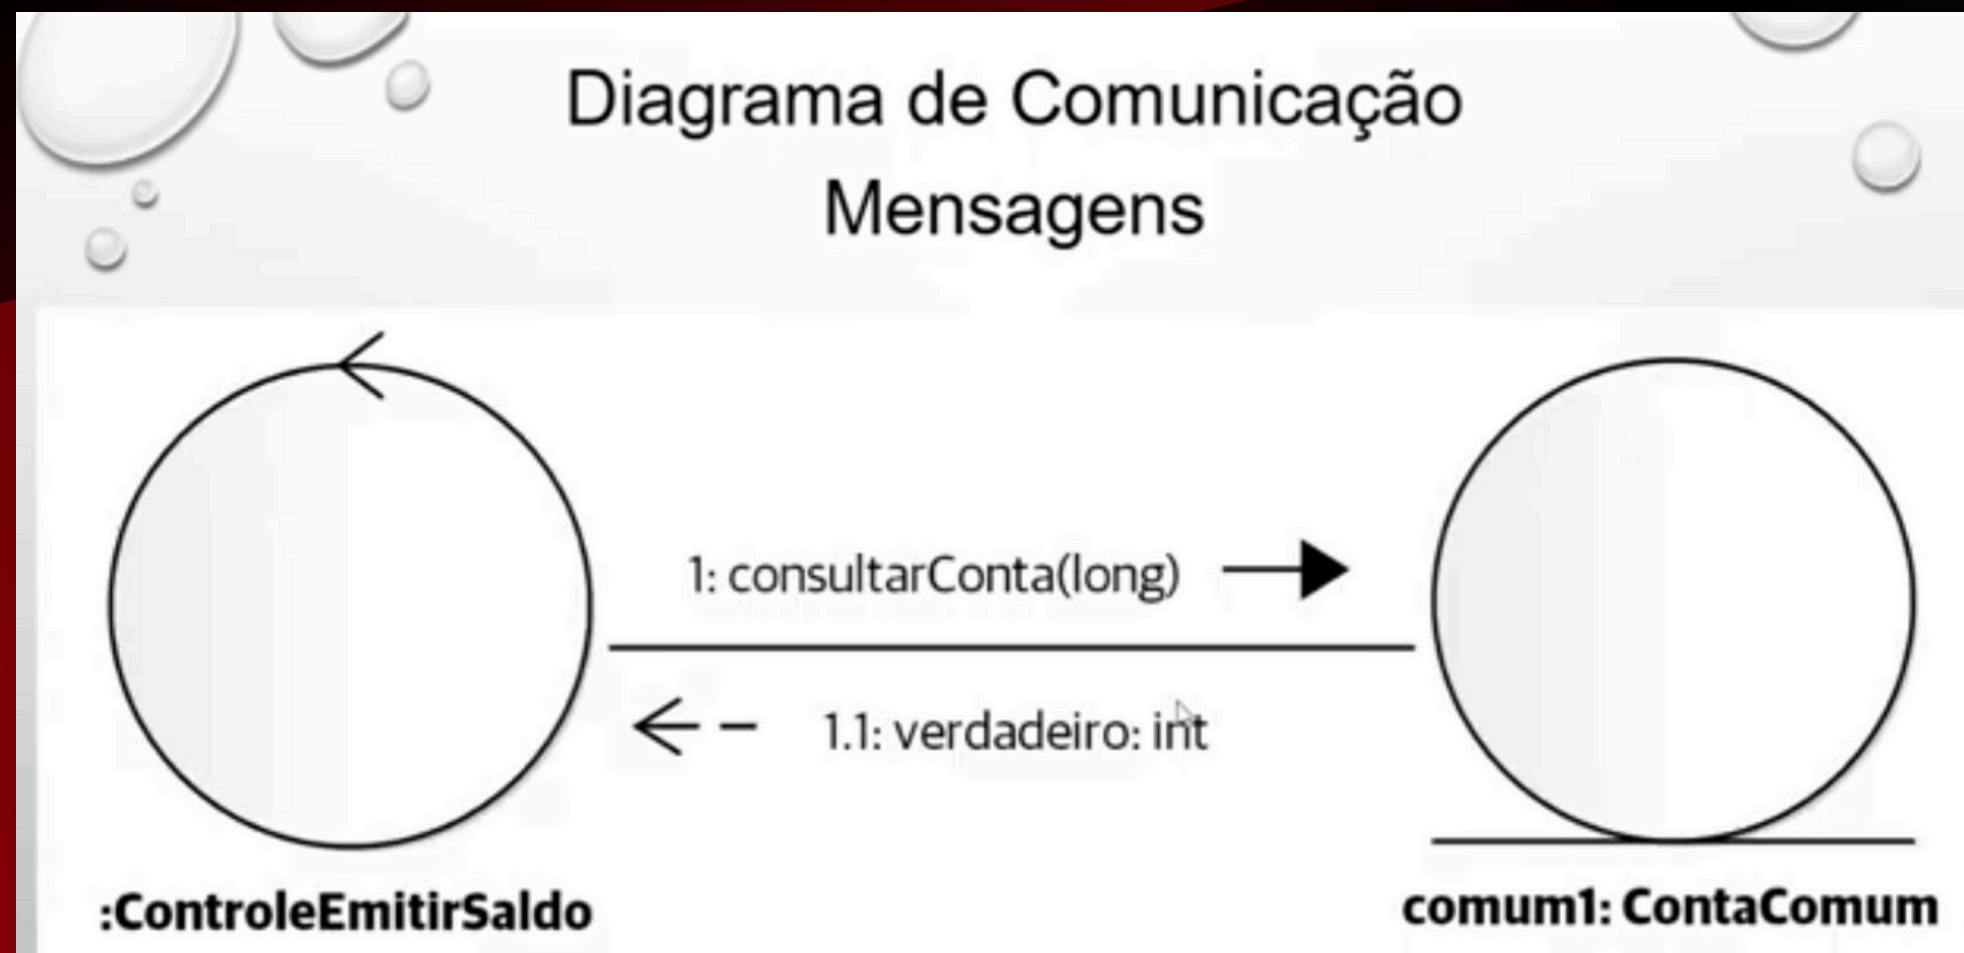 Diagrama de Comunicação
Mensagens
1: consultarConta(long)
1.1: verdadeiro: int
:ControleEmitirSaldo
comum1: ContaComum